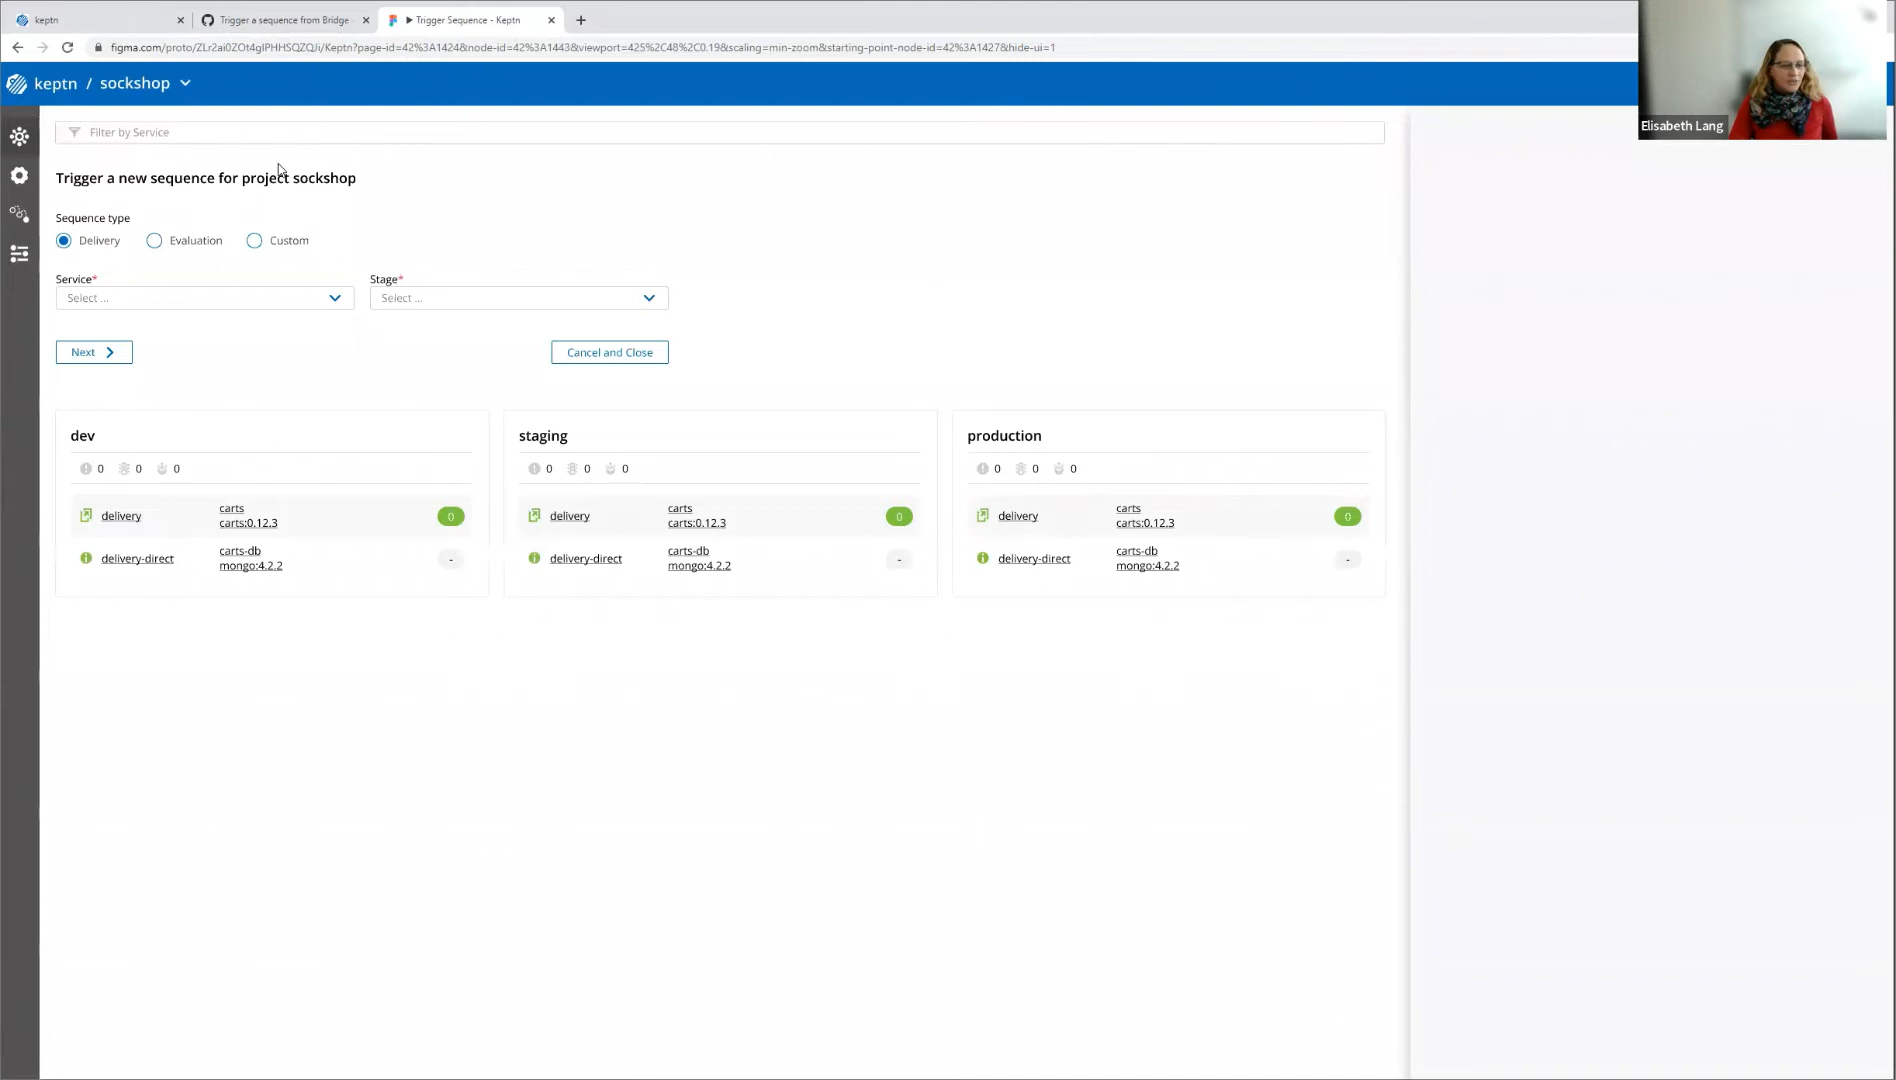 keptn
Trigger a sequence from Bridge
Trigger Sequence - Keptn
figma.com/proto/ZLr2ai0ZOt4gIPHHSQZQJi/Keptn?page-id=42%3A1424&node-id=42%3A1443&viewport=425%2C48%2C0.19&scaling=min-zoom&starting-point-node-id=42%3A1427&hide-ui=1
keptn / sockshop
Elisabeth Lang
Filter by Service
Trigger a new sequence for project sockshop
Sequence type
Delivery Evaluation Custom
Service* Stage*
Select ... Select ...
Next Cancel and Close
dev staging production
0 0 0 0 0 0 0 0 0
delivery carts 0 delivery carts 0 delivery carts 0
carts:0.12.3 carts:0.12.3 carts:0.12.3
delivery-direct carts-db - delivery-direct carts-db - delivery-direct carts-db -
mongo:4.2.2 mongo:4.2.2 mongo:4.2.2